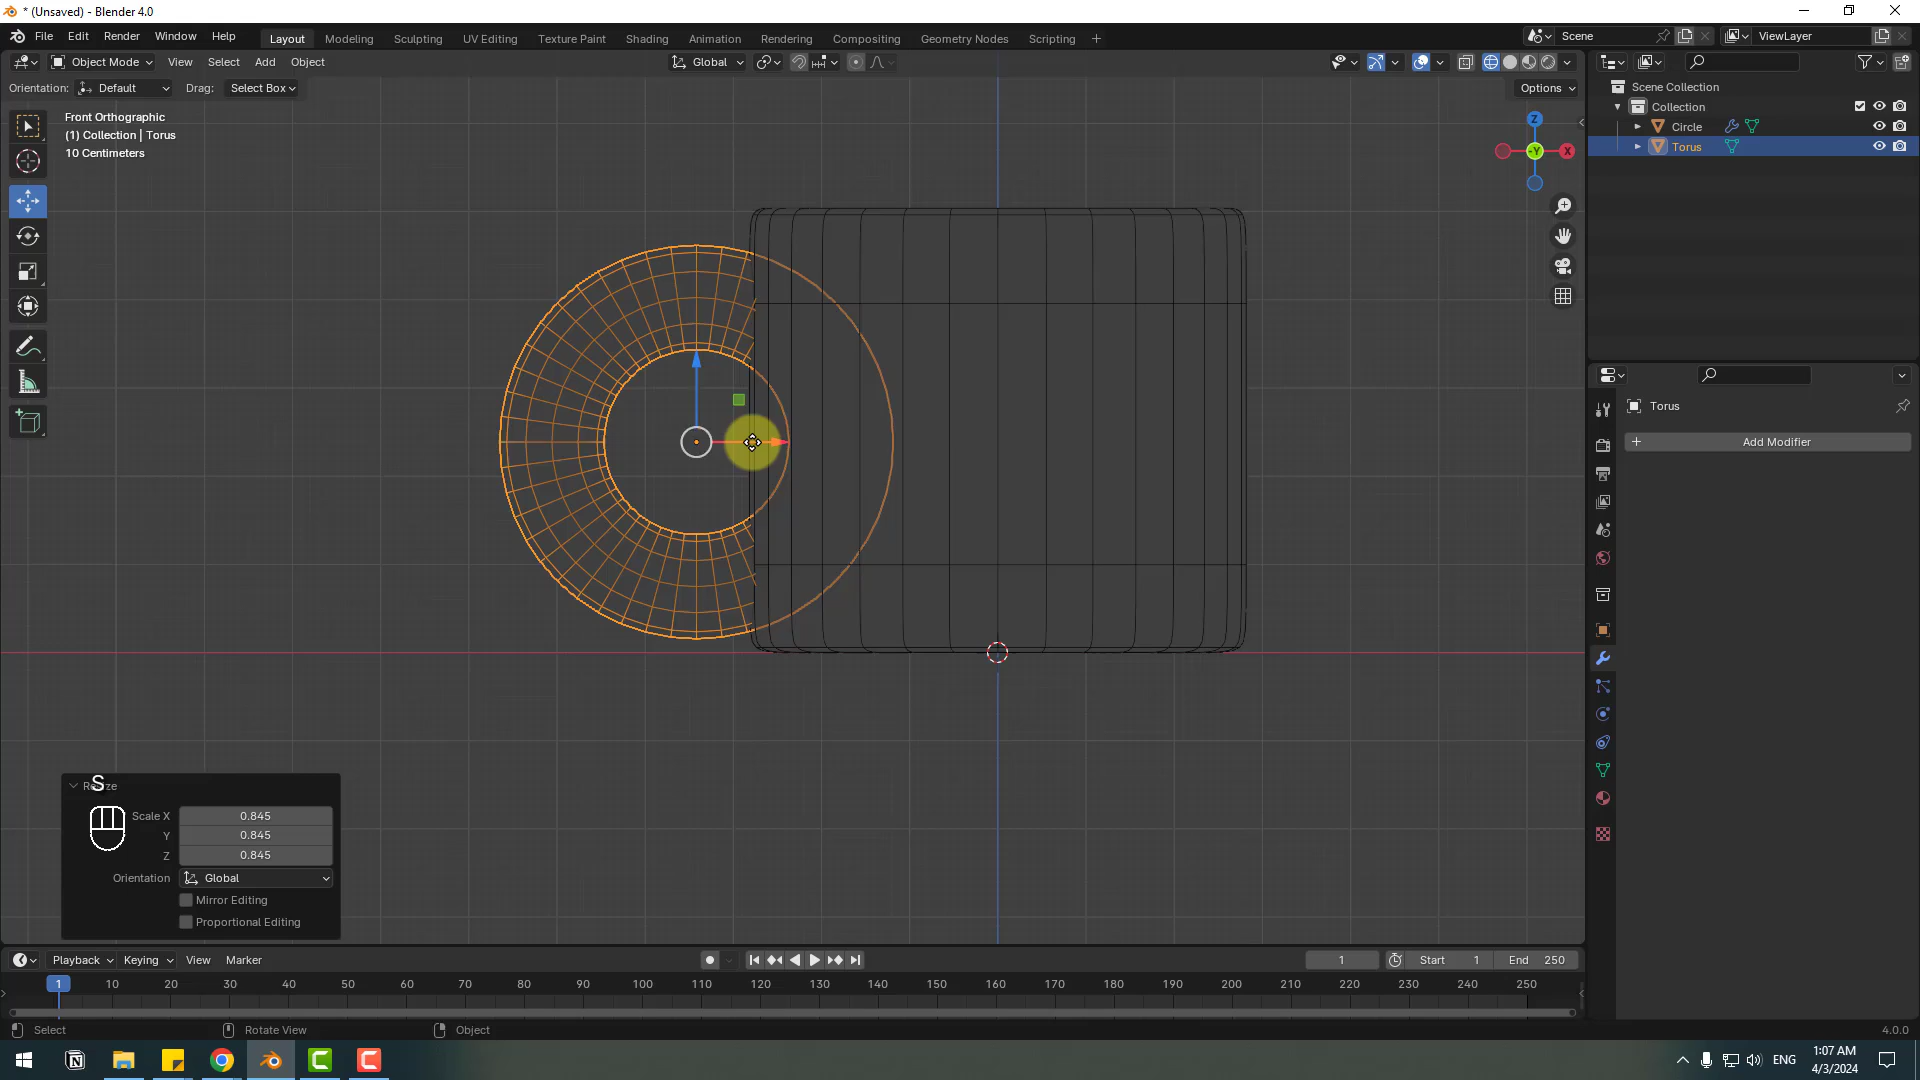 * (Unsaved) - Blender 4.0
File Edit Render Window Help Layout Modeling Sculpting UV Editing Texture Paint Shading Animation Rendering Compositing Geometry Nodes Scripting + Scene ViewLayer
Object Mode View Select Add Object Global
Orientation: Default Drag: Select Box Options
Front Orthographic
(1) Collection | Torus
10 Centimeters
Z
-Y
X
Scene Collection
Collection
Circle
Torus
Torus
+ Add Modifier
S
Scale X 0.845
Y 0.845
Z 0.845
Orientation Global
Mirror Editing
Proportional Editing
Playback Keying View Marker 1 Start 1 End 250
1 10 20 30 40 50 60 70 80 90 100 110 120 130 140 150 160 170 180 190 200 210 220 230 240 250
Select Rotate View Object 4.0.0
ENG
1:07 AM
4/3/2024